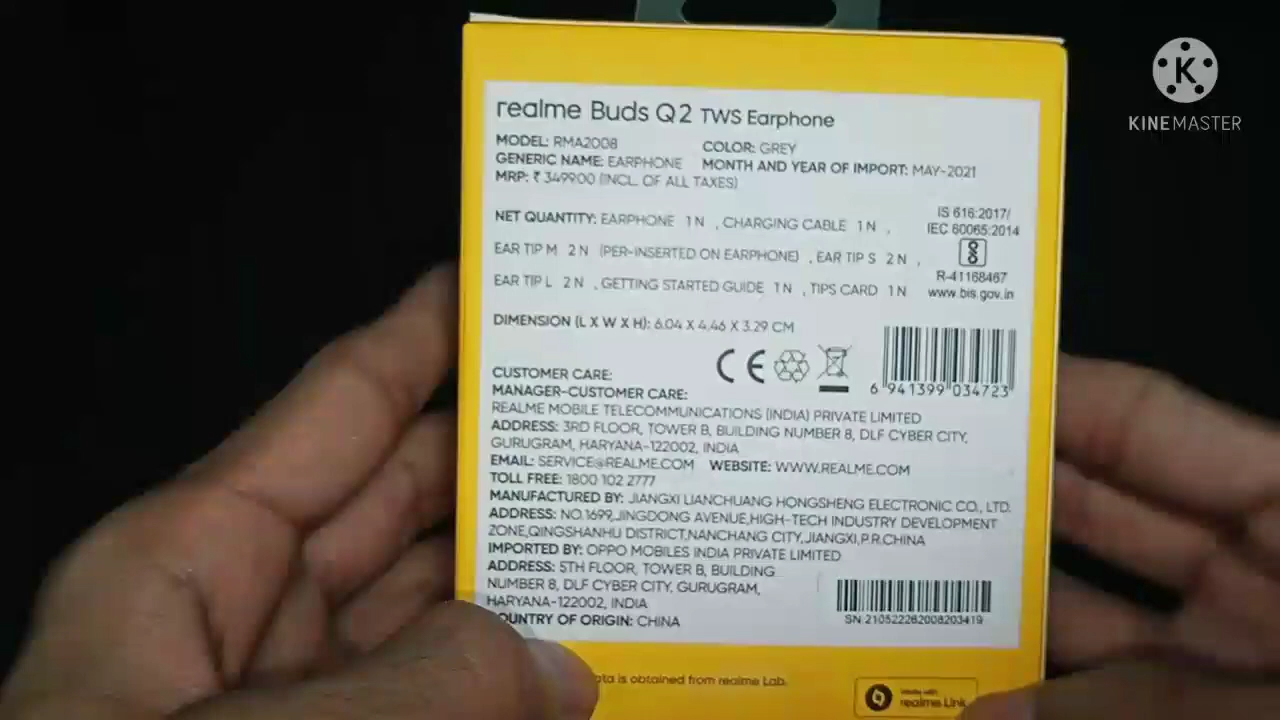 realme Buds Q2 TWS Earphone
MODEL: RMA2008 COLOR: GREY
GENERIC NAME: EARPHONE MONTH AND YEAR OF IMPORT: MAY-2021
MRP: ₹ 3499.00 (INCL. OF ALL TAXES)
NET QUANTITY: EARPHONE 1 N , CHARGING CABLE 1 N ,
EAR TIP M 2 N (PER-INSERTED ON EARPHONE) , EAR TIP S 2 N ,
EAR TIP L 2 N , GETTING STARTED GUIDE 1 N , TIPS CARD 1 N
IS 616:2017/
IEC 60065:2014
R-41168467
www.bis.gov.in
DIMENSION (L X W X H): 6.04 X 4.46 X 3.29 CM
CE
6 941399 034723
CUSTOMER CARE:
MANAGER-CUSTOMER CARE:
REALME MOBILE TELECOMMUNICATIONS (INDIA) PRIVATE LIMITED
ADDRESS: 3RD FLOOR, TOWER B, BUILDING NUMBER 8, DLF CYBER CITY,
GURUGRAM, HARYANA-122002, INDIA
EMAIL: SERVICE@REALME.COM WEBSITE: WWW.REALME.COM
TOLL FREE: 1800 102 2777
MANUFACTURED BY: JIANGXI LIANCHUANG HONGSHENG ELECTRONIC CO., LTD.
ADDRESS: NO.1699,JINGDONG AVENUE,HIGH-TECH INDUSTRY DEVELOPMENT
ZONE,QINGSHANHU DISTRICT,NANCHANG CITY,JIANGXI,P.R.CHINA
IMPORTED BY: OPPO MOBILES INDIA PRIVATE LIMITED
ADDRESS: 5TH FLOOR, TOWER B, BUILDING
NUMBER 8, DLF CYBER CITY, GURUGRAM,
HARYANA-122002, INDIA
COUNTRY OF ORIGIN: CHINA
SN 210522282008203419
is obtained from realme Lab.
realme Link
K
KINEMASTER